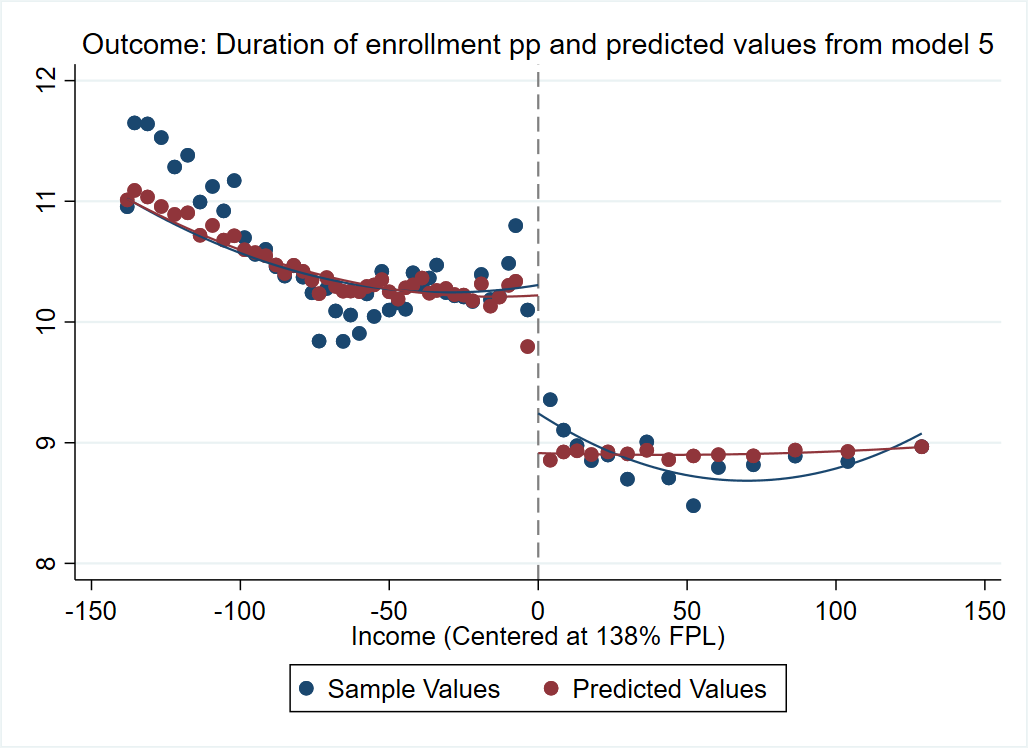 Outcome: Duration of enrollment pp and predicted values from model 5
12
11
10
9
8
-150 -100 -50 0 50 100 150
Income (Centered at 138% FPL)
Sample Values Predicted Values